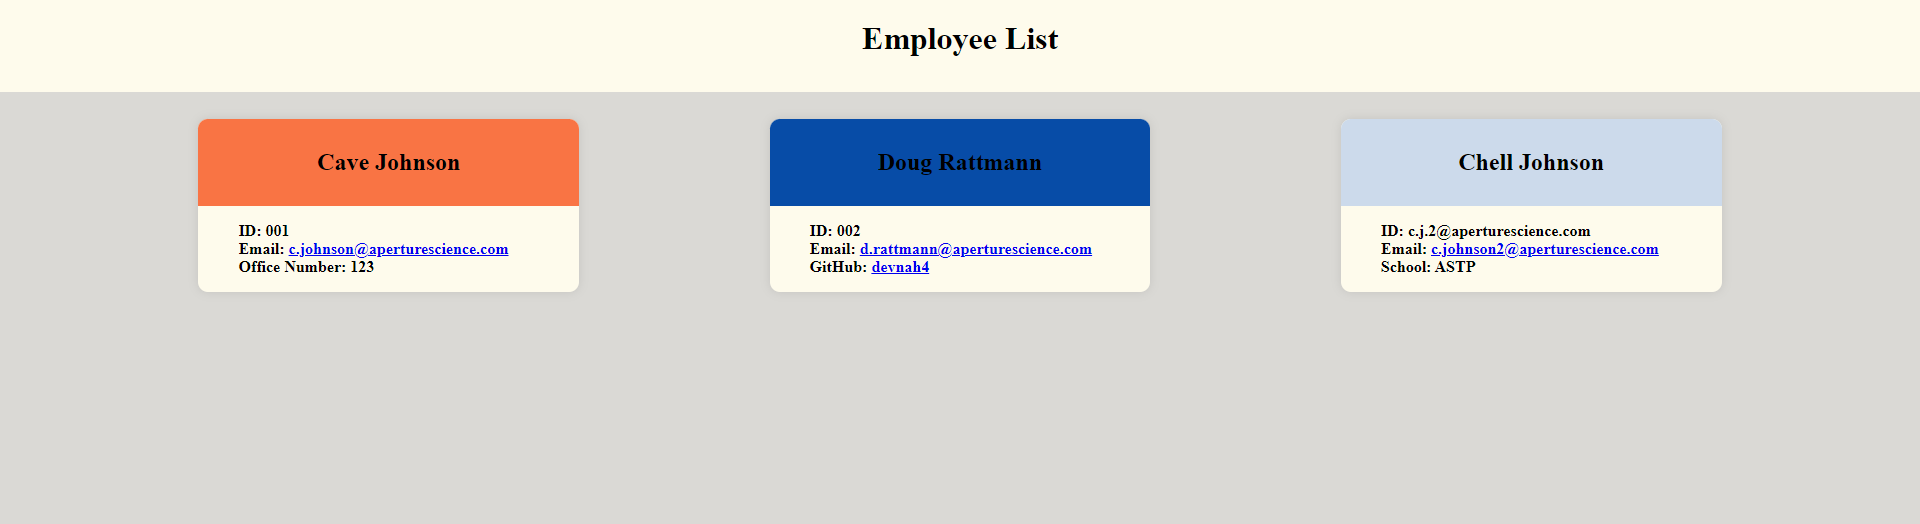 Employee List
Cave Johnson
ID: 001
Email: c.johnson@aperturescience.com
Office Number: 123
Doug Rattmann
ID: 002
Email: d.rattmann@aperturescience.com
GitHub: devnah4
Chell Johnson
ID: c.j.2@aperturescience.com
Email: c.johnson2@aperturescience.com
School: ASTP